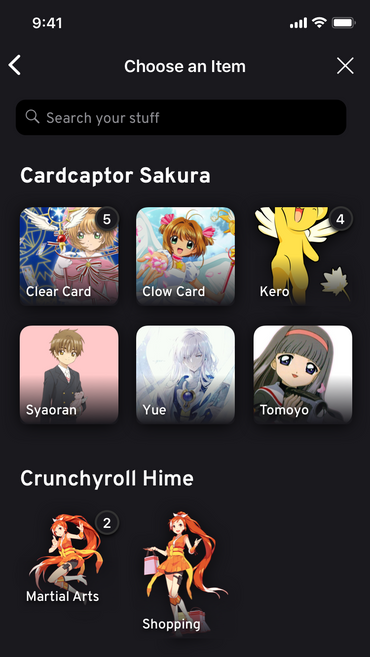 9:41
Choose an Item
Search your stuff
Cardcaptor Sakura
5
4
Clear Card
Clow Card
Kero
Syaoran
Yue
Tomoyo
Crunchyroll Hime
2
Martial Arts
Shopping